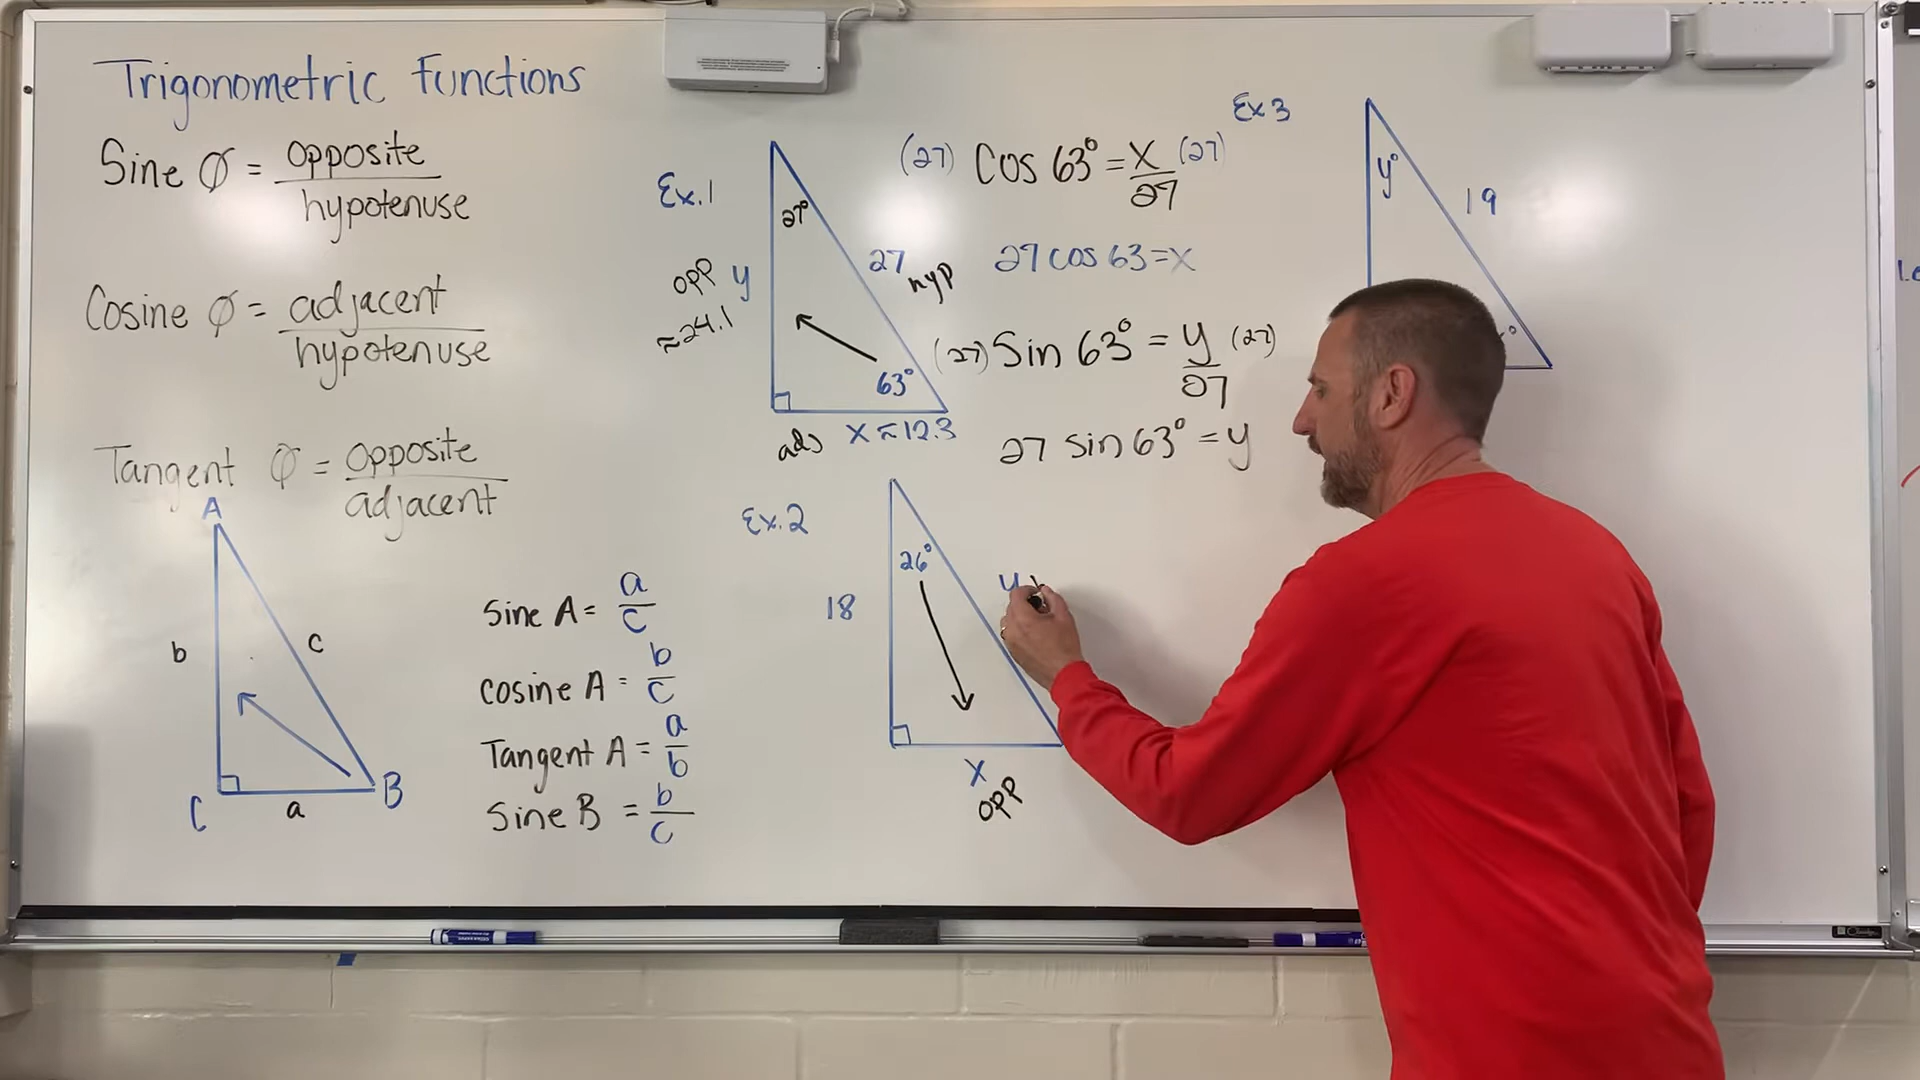 Trigonometric Functions
Sine Ø = opposite
hypotenuse
Cosine Ø = adjacent
hypotenuse
Tangent Ø = opposite
adjacent
A
b
c
C
a
B
Sine A = a
c
cosine A = b
c
Tangent A = a
b
Sine B = b
c
Ex.1
27°
opp y
≈24.1
27
hyp
63°
adj x ≈ 12.3
(27) Cos 63° = x (27)
27
27 cos 63 = x
(27) Sin 63° = y (27)
27
27 sin 63° = y
Ex.2
26°
18
y
x
opp
Ex 3
y°
19